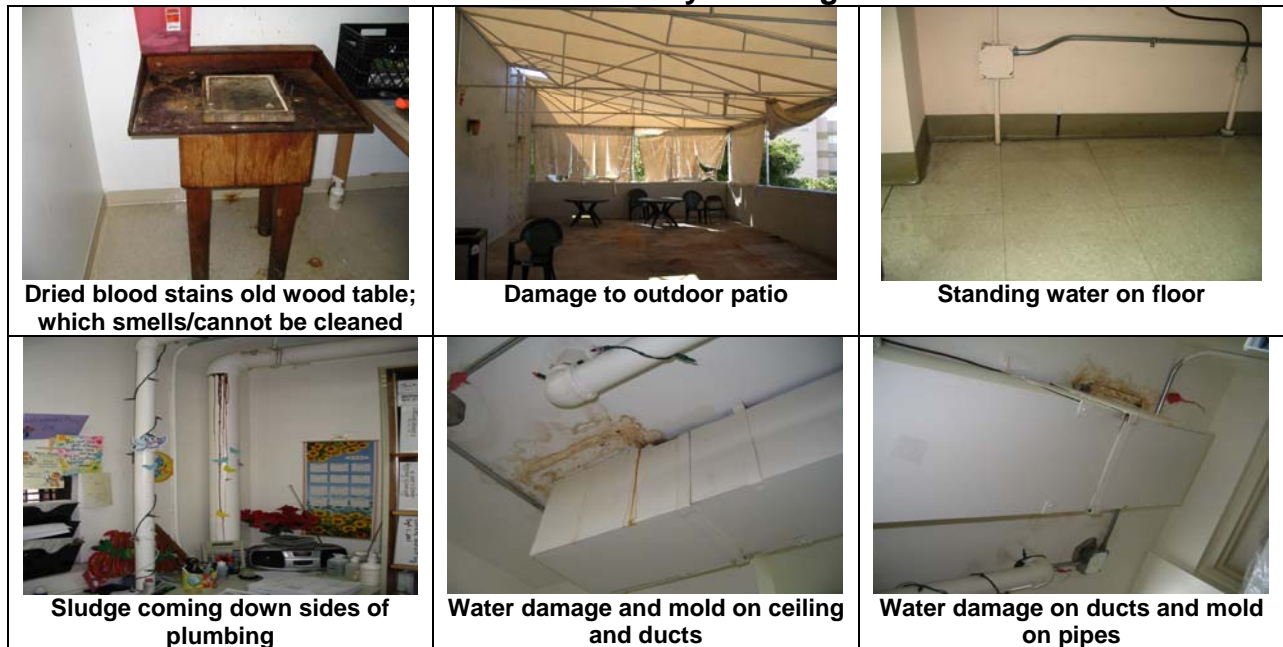 Dried blood stains old wood table;
which smells/cannot be cleaned
Damage to outdoor patio
Standing water on floor
Sludge coming down sides of
plumbing
Water damage and mold on ceiling
and ducts
Water damage on ducts and mold
on pipes